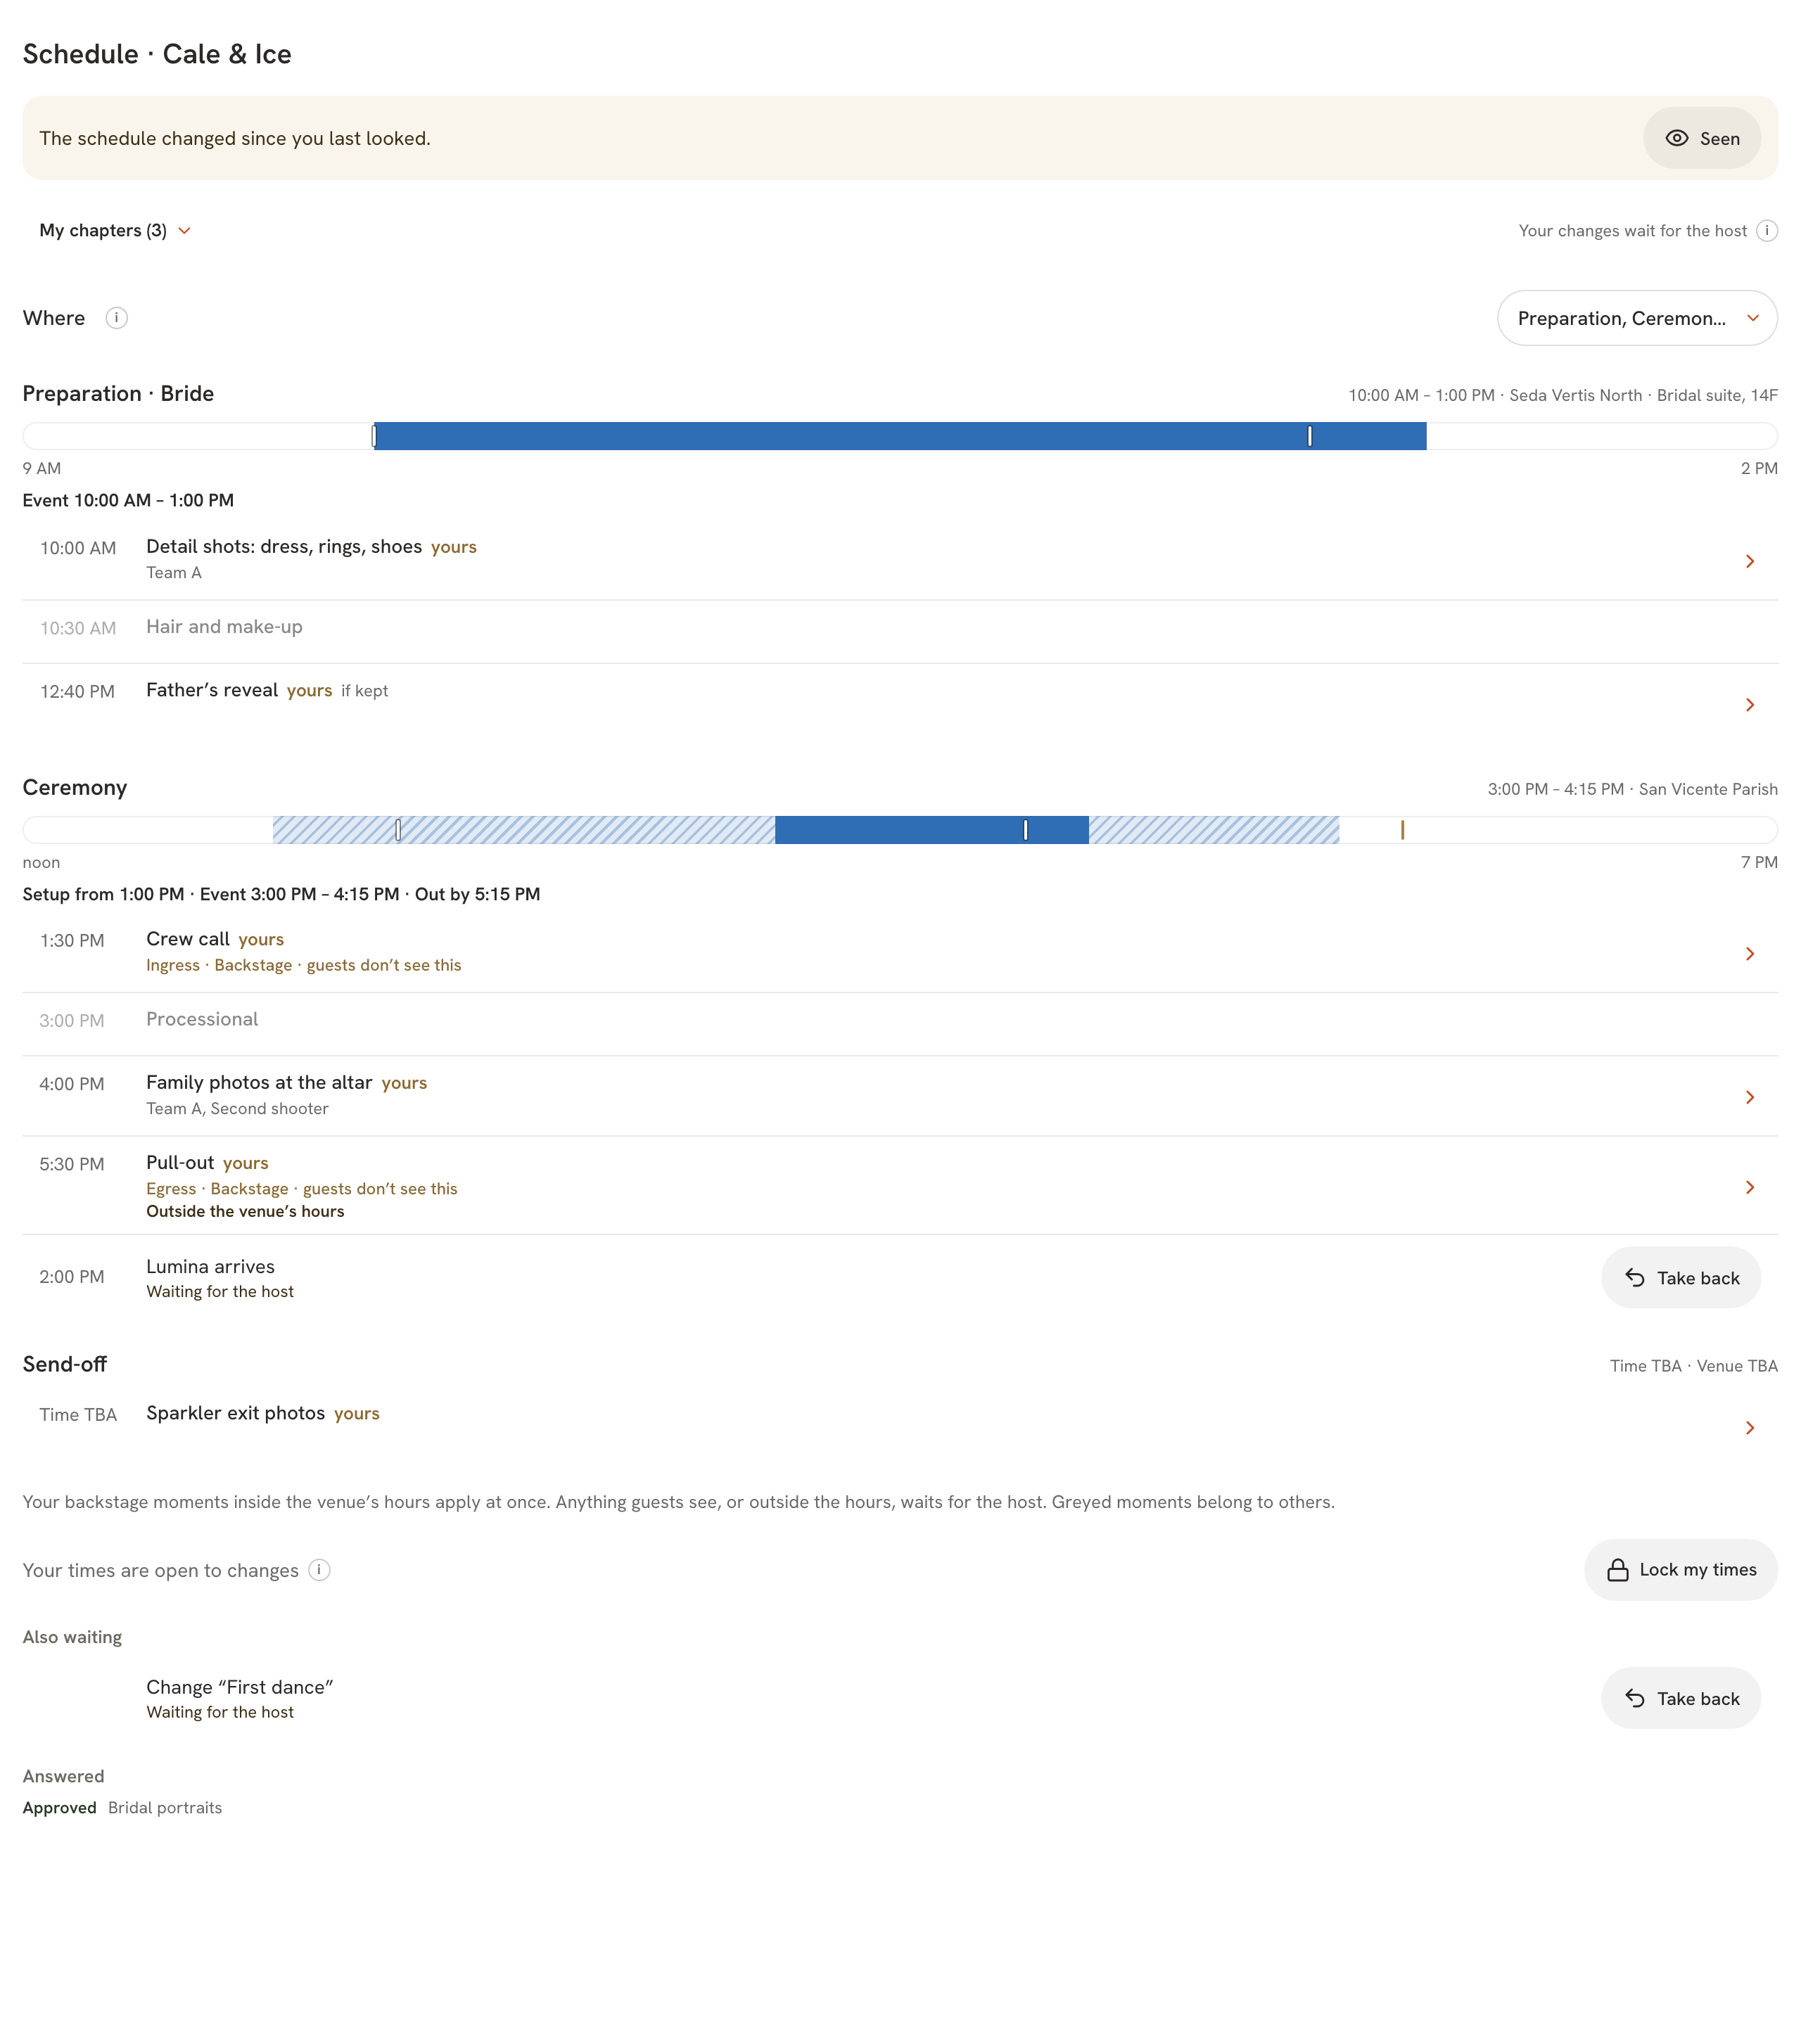 Schedule · Cale & Ice
The schedule changed since you last looked.
Seen
My chapters (3)
Your changes wait for the host
i
Where
i
Preparation, Ceremon...
Preparation · Bride
10:00 AM – 1:00 PM · Seda Vertis North · Bridal suite, 14F
9 AM
2 PM
Event 10:00 AM – 1:00 PM
10:00 AM
Detail shots: dress, rings, shoes yours
Team A
10:30 AM
Hair and make-up
12:40 PM
Father’s reveal yours if kept
Ceremony
3:00 PM – 4:15 PM · San Vicente Parish
noon
7 PM
Setup from 1:00 PM · Event 3:00 PM – 4:15 PM · Out by 5:15 PM
1:30 PM
Crew call yours
Ingress · Backstage · guests don’t see this
3:00 PM
Processional
4:00 PM
Family photos at the altar yours
Team A, Second shooter
5:30 PM
Pull-out yours
Egress · Backstage · guests don’t see this
Outside the venue’s hours
2:00 PM
Lumina arrives
Waiting for the host
Take back
Send-off
Time TBA · Venue TBA
Time TBA
Sparkler exit photos yours
Your backstage moments inside the venue’s hours apply at once. Anything guests see, or outside the hours, waits for the host. Greyed moments belong to others.
Your times are open to changes
i
Lock my times
Also waiting
Change “First dance”
Waiting for the host
Take back
Answered
Approved Bridal portraits